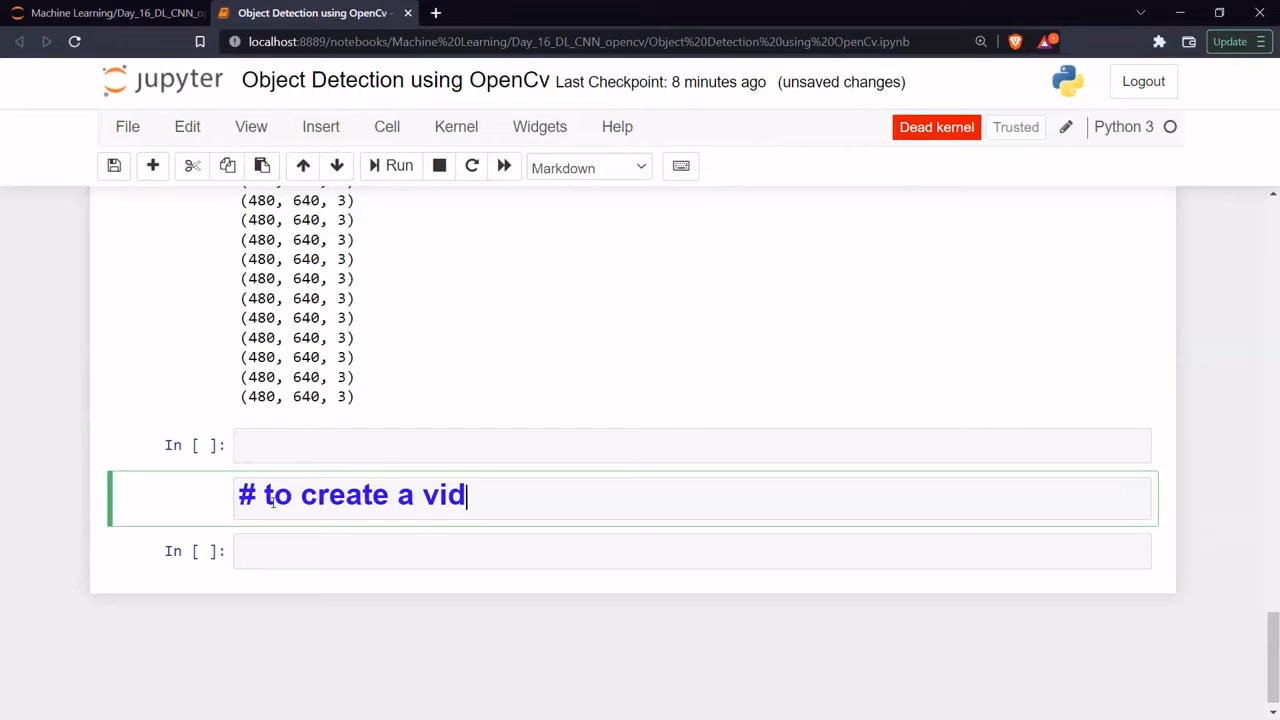 Machine Learning/Day_16_DL_CNN_op
Object Detection using OpenCv -
localhost:8889/notebooks/Machine%20Learning/Day_16_DL_CNN_opencv/Object%20Detection%20using%20OpenCv.ipynb
Update
jupyter Object Detection using OpenCv Last Checkpoint: 8 minutes ago (unsaved changes)
Logout
File Edit View Insert Cell Kernel Widgets Help
Dead kernel Trusted Python 3
Run Markdown
(480, 640, 3)
(480, 640, 3)
(480, 640, 3)
(480, 640, 3)
(480, 640, 3)
(480, 640, 3)
(480, 640, 3)
(480, 640, 3)
(480, 640, 3)
(480, 640, 3)
(480, 640, 3)
In [ ]:
# to create a vid
In [ ]: